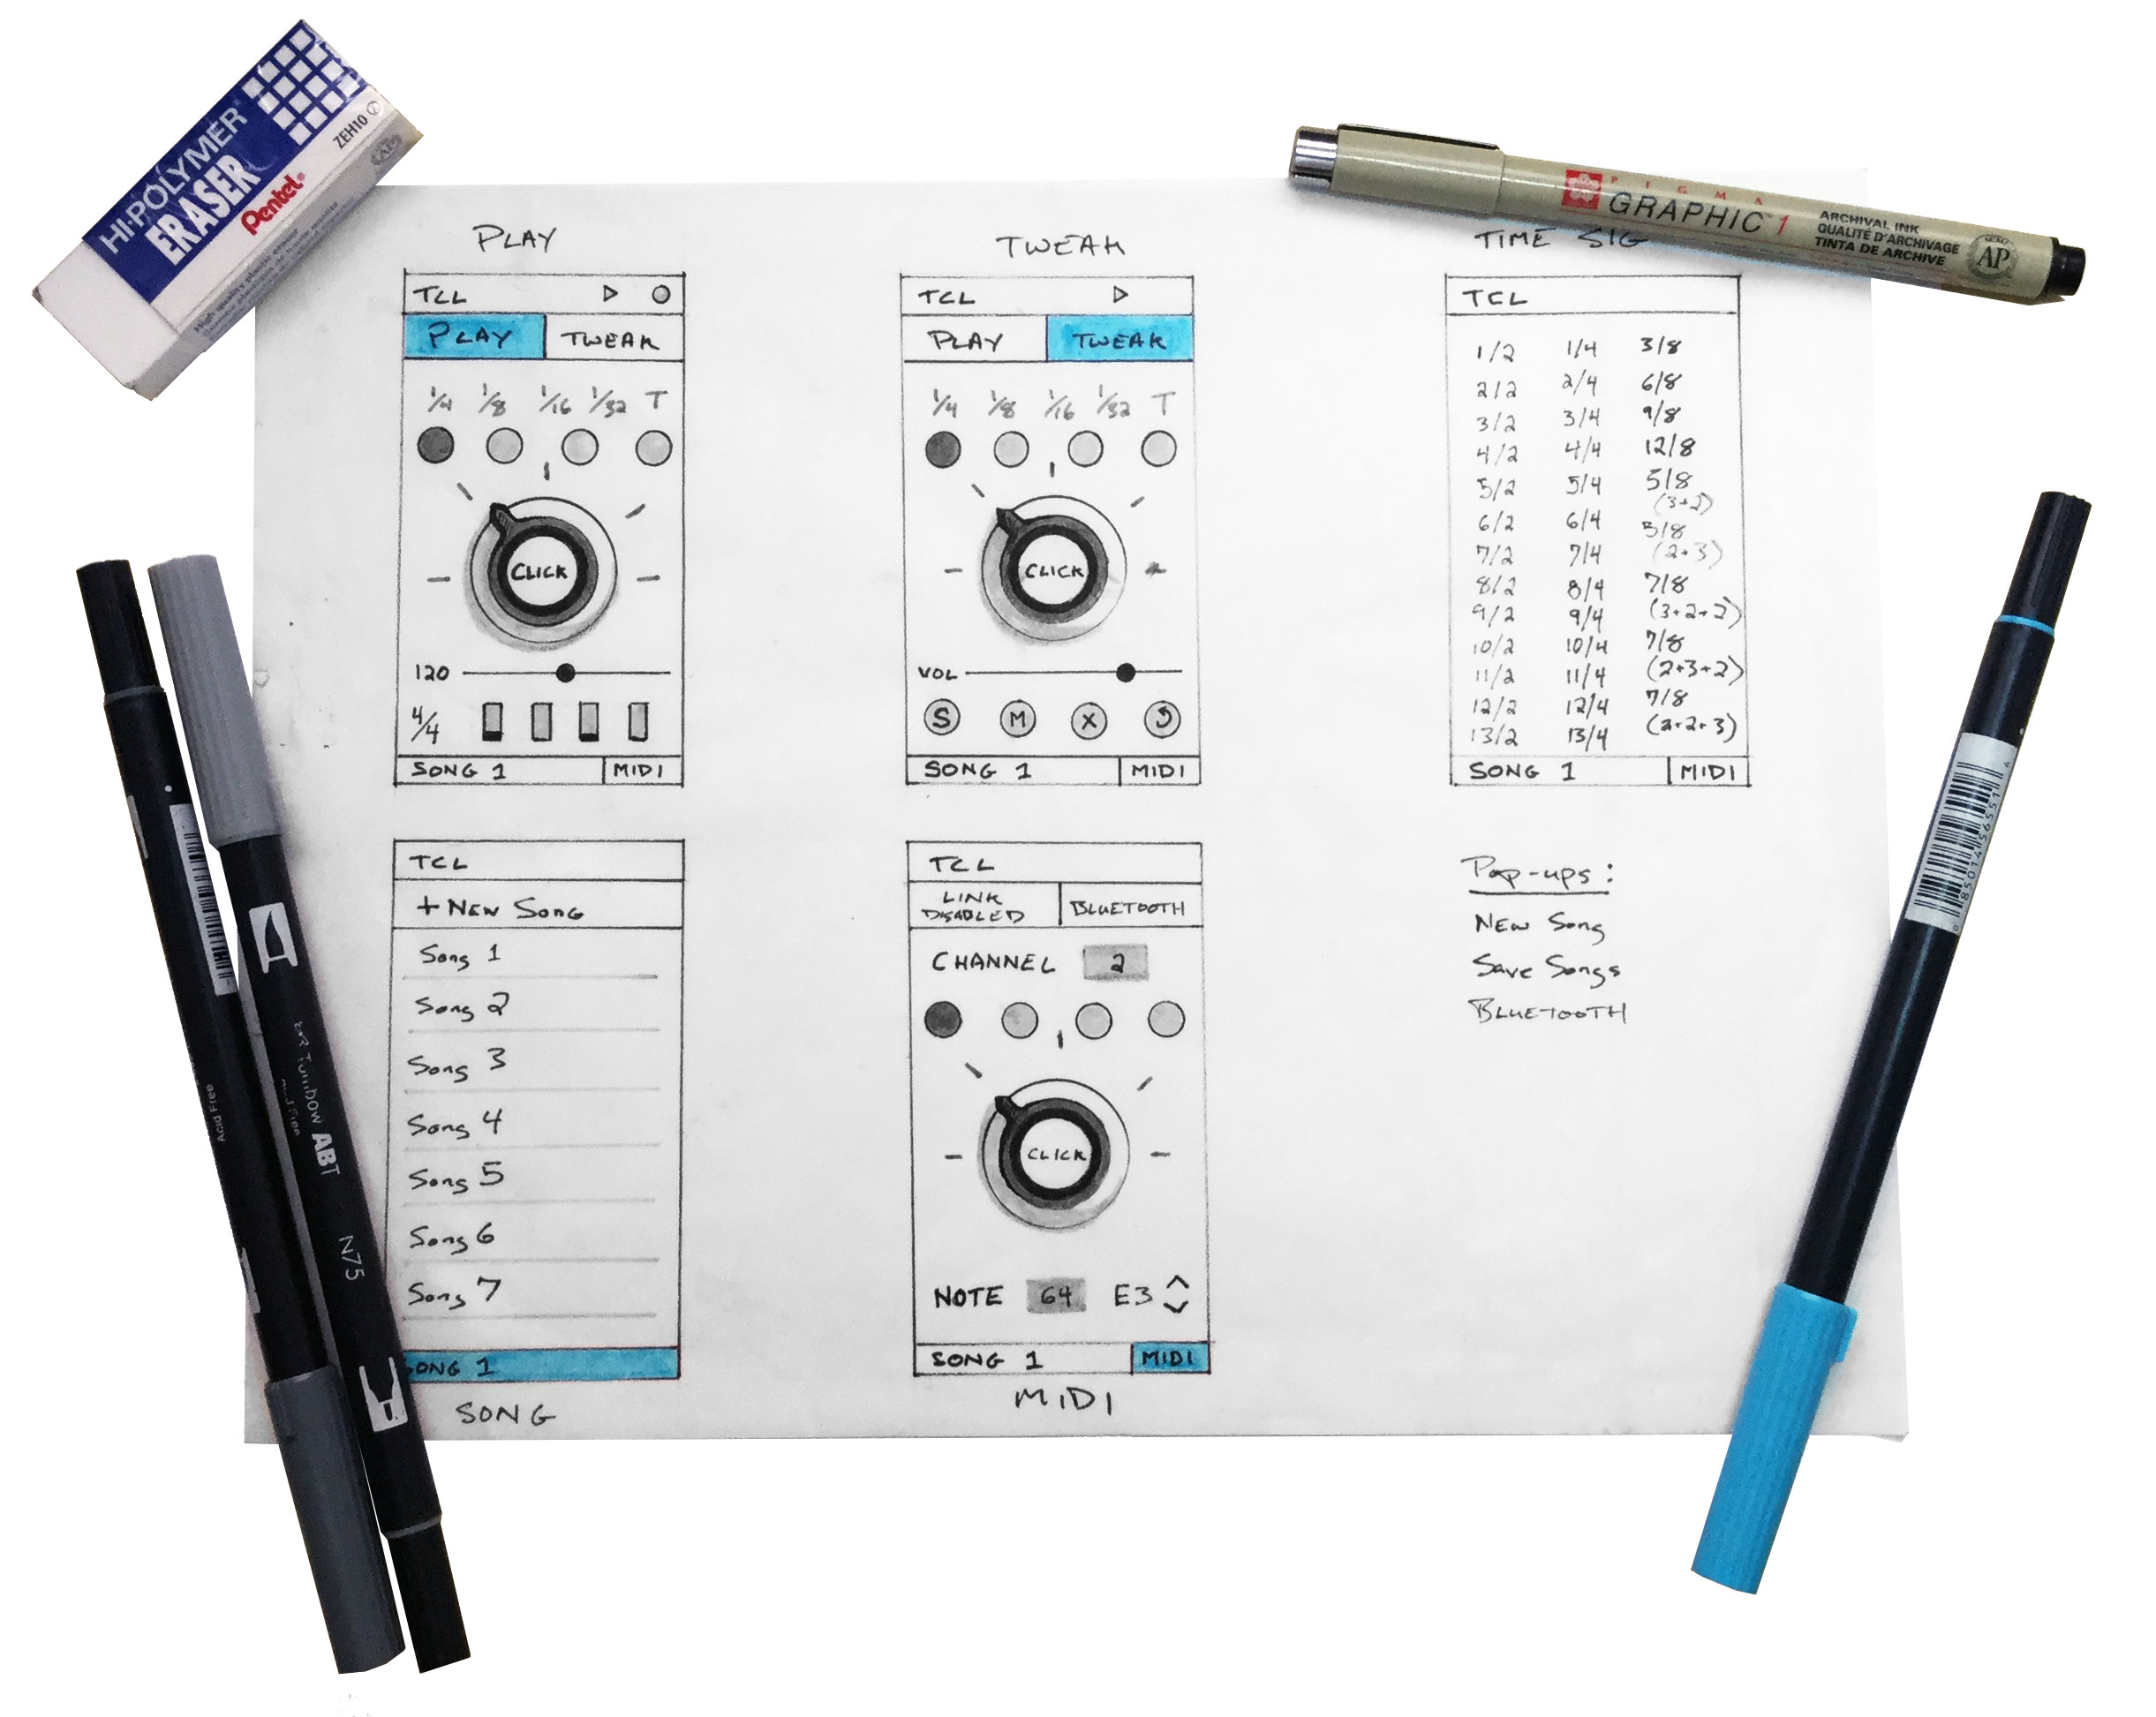 HI-POLYMER®
ERASER
Pentel®
ZEH10
High quality plastic eraser
PIGMA
GRAPHIC™ 1
ARCHIVAL INK
QUALITÉ D'ARCHIVAGE
TINTA DE ARCHIVE
AP
PLAY
TCL
PLAY TWEAK
1/4 1/8 1/16 1/32 T
CLICK
120
4/4
SONG 1 MIDI
TWEAK
TCL
PLAY TWEAK
1/4 1/8 1/16 1/32 T
CLICK
VOL
S M X
SONG 1 MIDI
TIME SIG
TCL
1/2 1/4 3/8
2/2 2/4 6/8
3/2 3/4 9/8
4/2 4/4 12/8
5/2 5/4 5/8
(3+2)
6/2 6/4 5/8
7/2 7/4 (2+3)
8/2 8/4 7/8
9/2 9/4 (3+2+2)
10/2 10/4 7/8
11/2 11/4 (2+3+2)
12/2 12/4 7/8
13/2 13/4 (2+2+3)
SONG 1 MIDI
TCL
+ New Song
Song 1
Song 2
Song 3
Song 4
Song 5
Song 6
Song 7
SONG 1
SONG
TCL
LINK
DISABLED
BLUETOOTH
CHANNEL 2
CLICK
NOTE 64 E3
SONG 1 MIDI
MIDI
Pop-ups:
New Song
Save Songs
BLUETOOTH
Acid Free
Tombow ABT
N75